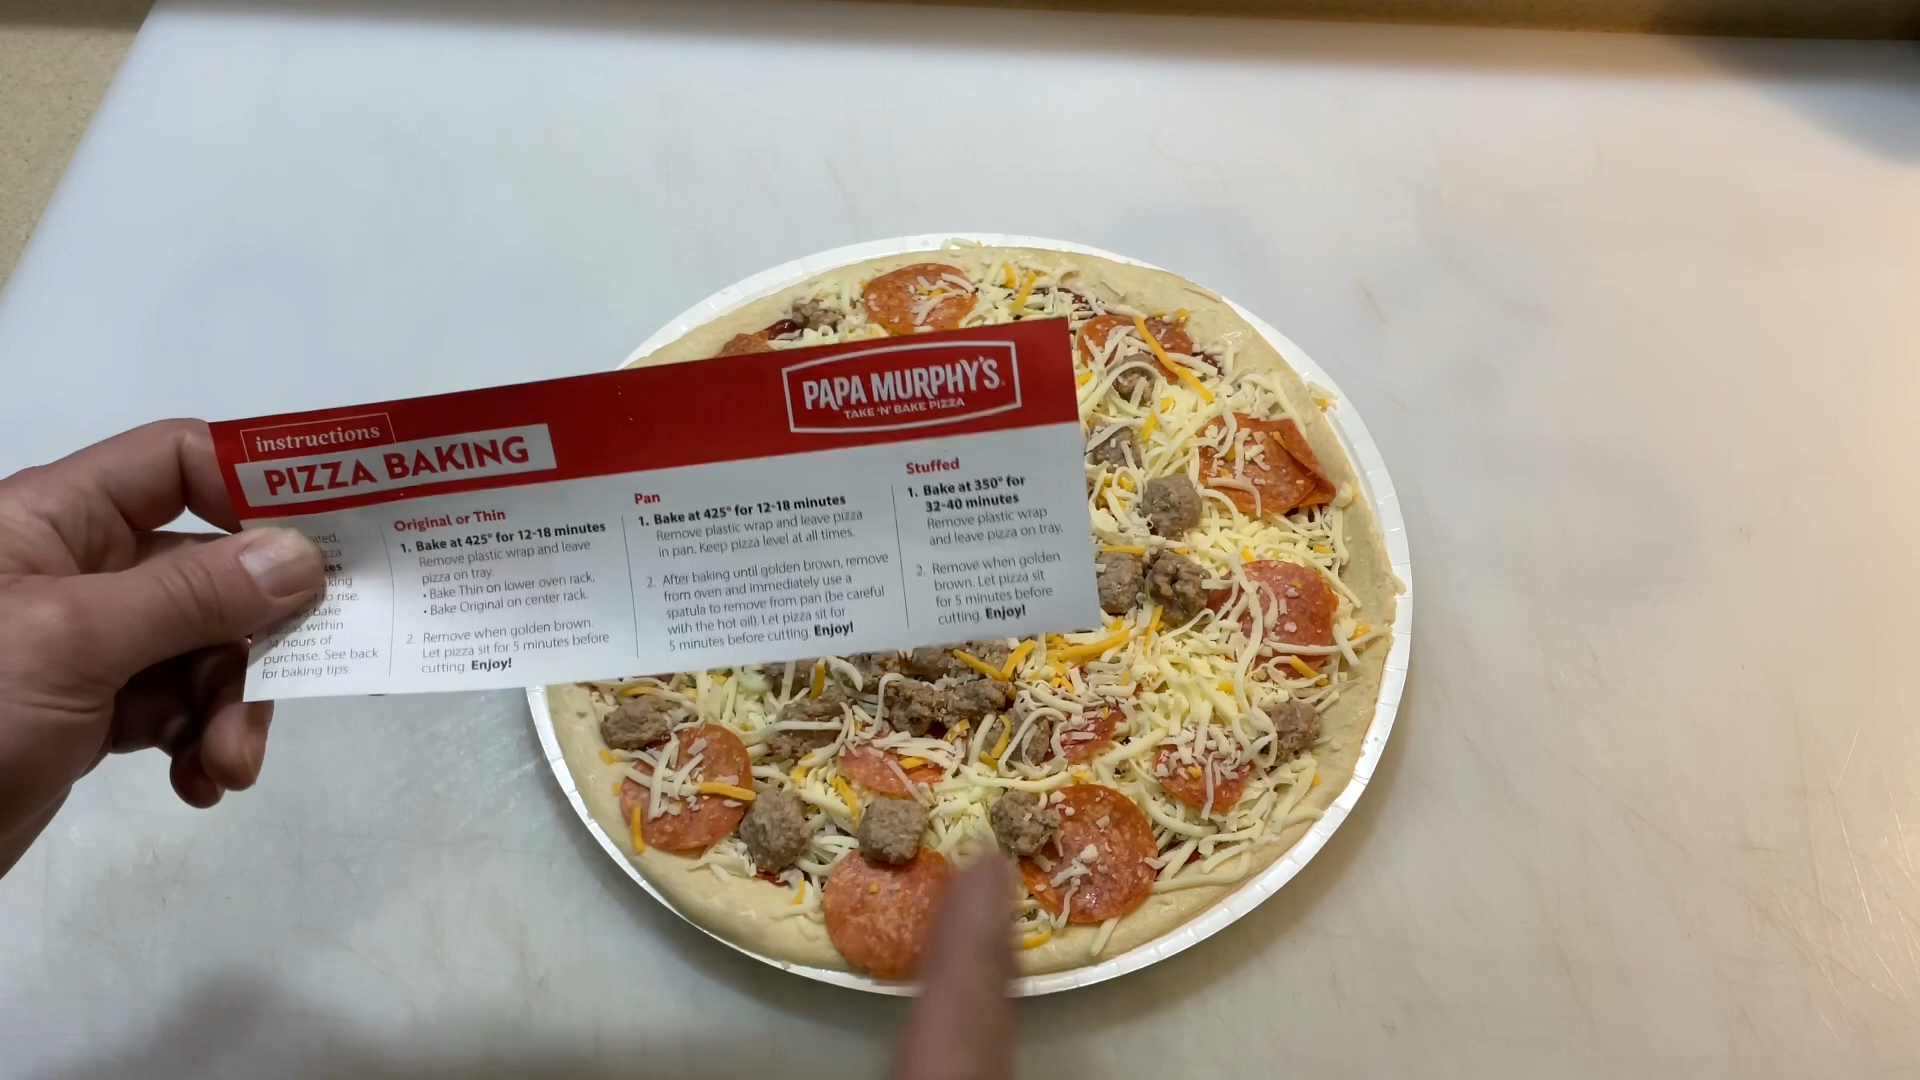 PAPA MURPHY'S
TAKE 'N' BAKE PIZZA
instructions
PIZZA BAKING
king
to rise.
bake
within
24 hours of
purchase. See back
for baking tips.
Original or Thin
1. Bake at 425° for 12-18 minutes
Remove plastic wrap and leave
pizza on tray.
• Bake Thin on lower oven rack.
• Bake Original on center rack.
2. Remove when golden brown.
Let pizza sit for 5 minutes before
cutting. Enjoy!
Pan
1. Bake at 425° for 12-18 minutes
Remove plastic wrap and leave pizza
in pan. Keep pizza level at all times.
2. After baking until golden brown, remove
from oven and immediately use a
spatula to remove from pan (be careful
with the hot oil). Let pizza sit for
5 minutes before cutting. Enjoy!
Stuffed
1. Bake at 350° for
32-40 minutes
Remove plastic wrap
and leave pizza on tray.
2. Remove when golden
brown. Let pizza sit
for 5 minutes before
cutting. Enjoy!